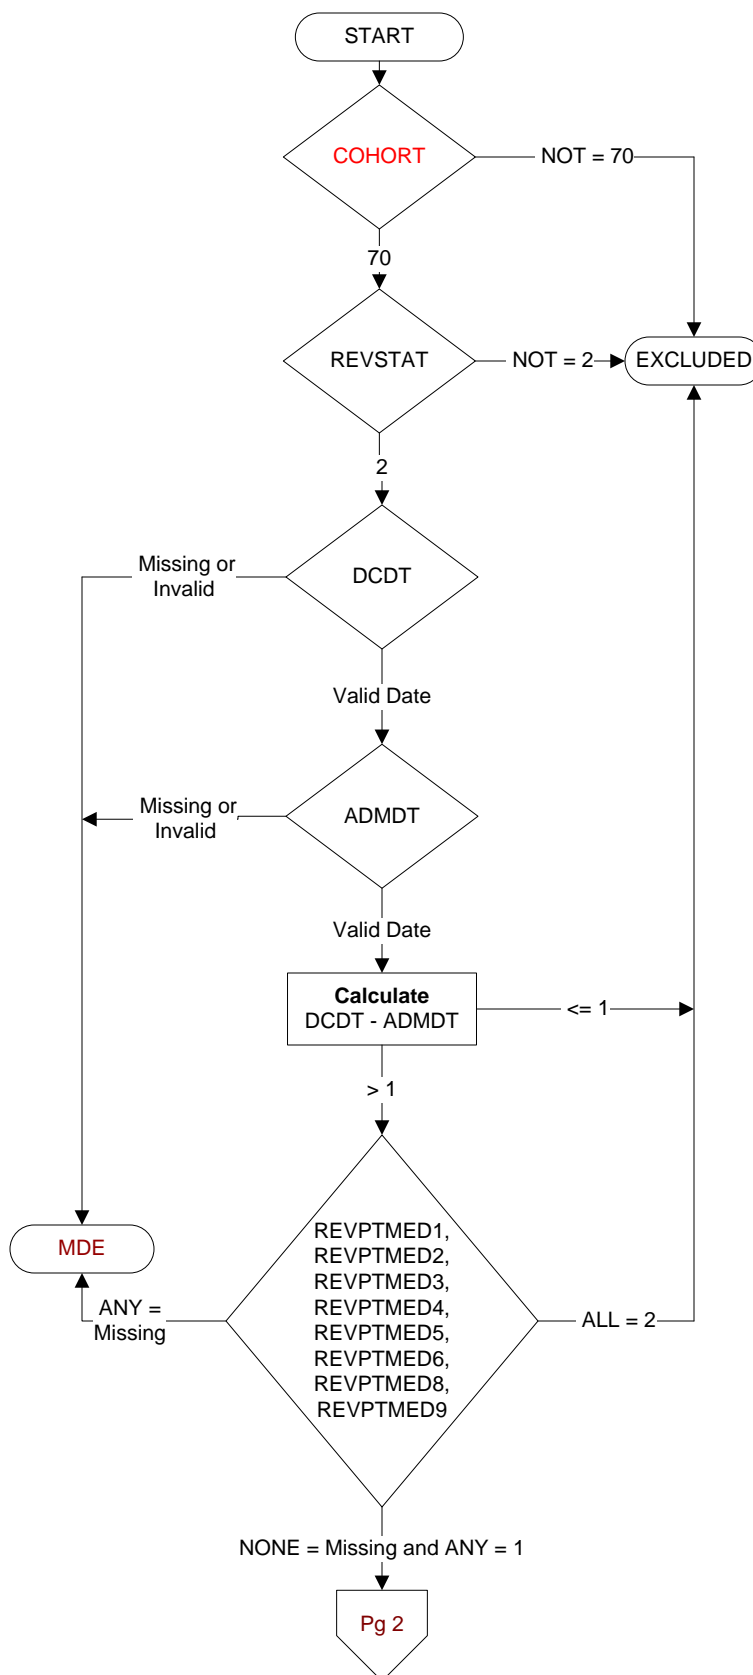 START
COHORT
NOT = 70
70
REVSTAT
NOT = 2
EXCLUDED
2
Missing or
Invalid
DCDT
Valid Date
Missing or
Invalid
ADMDT
Valid Date
Calculate
DCDT - ADMDT
<= 1
> 1
REVPTMED1,
REVPTMED2,
REVPTMED3,
REVPTMED4,
REVPTMED5,
REVPTMED6,
REVPTMED8,
REVPTMED9
MDE
ANY =
Missing
ALL = 2
NONE = Missing and ANY = 1
Pg 2